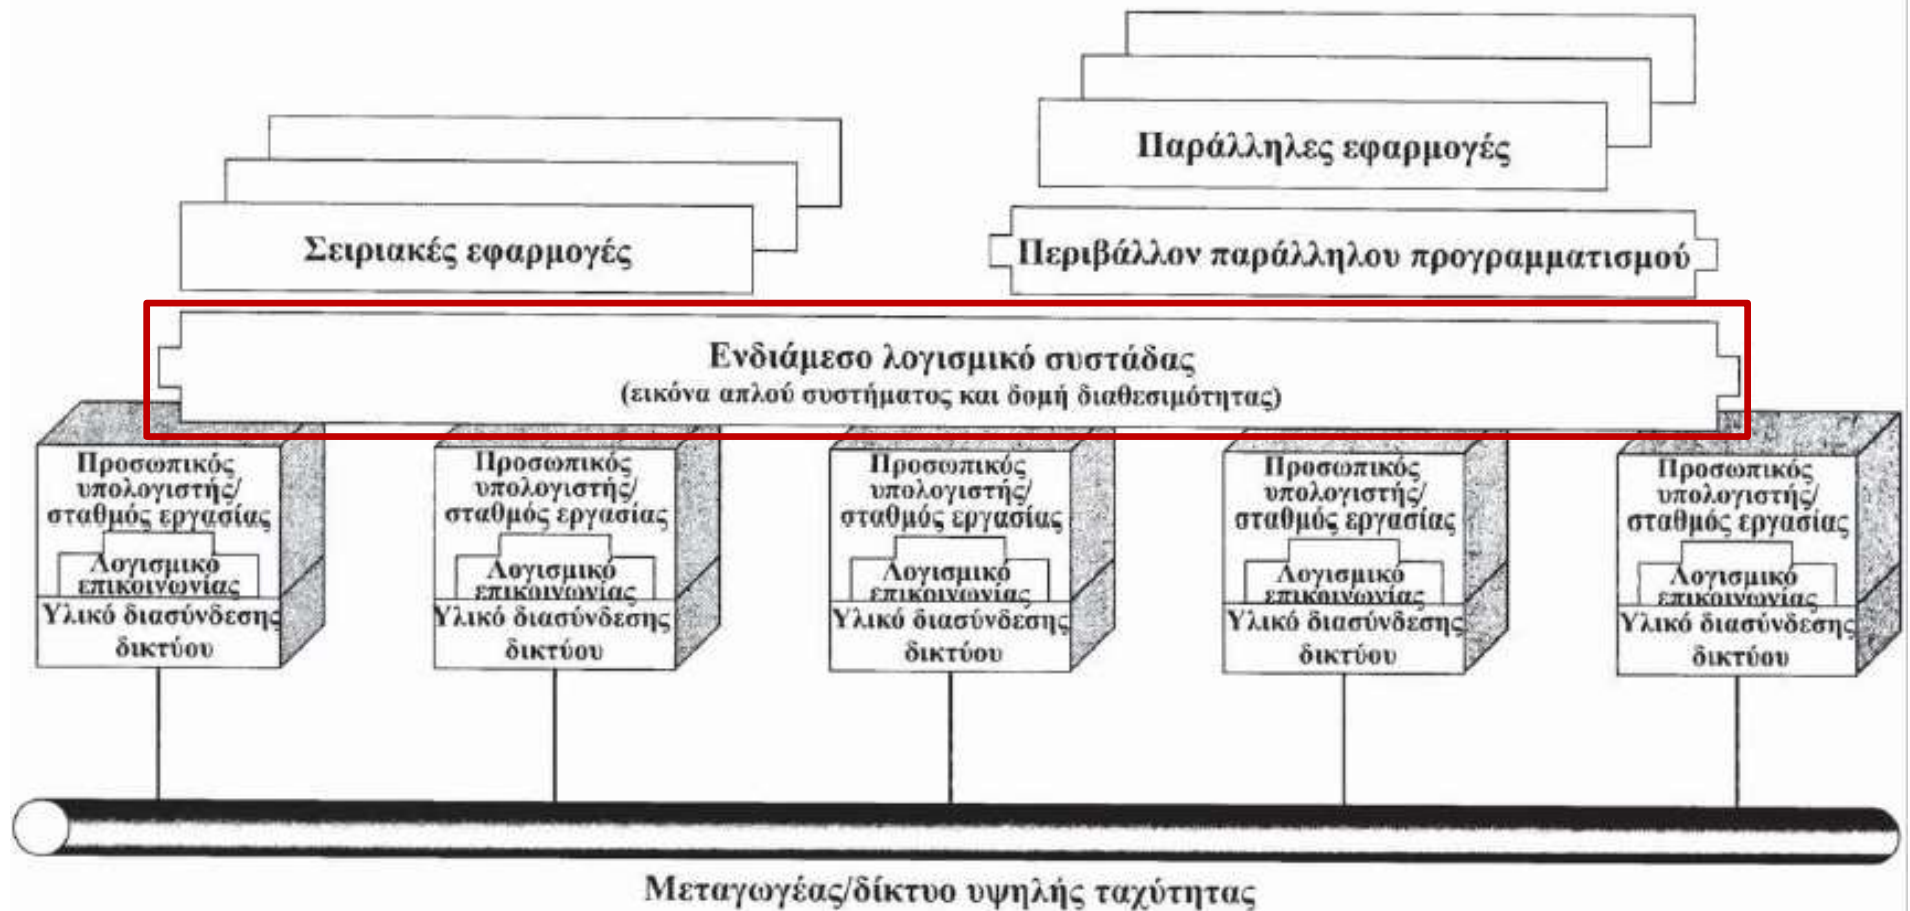 Παράλληλες εφαρμογές
Σειριακές εφαρμογές
Περιβάλλον παράλληλου προγραμματισμού
Ενδιάμεσο λογισμικό συστάδας
(εικόνα απλού συστήματος και δομή διαθεσιμότητας)
Προσωπικός
υπολογιστής/
σταθμός εργασίας
Λογισμικό
επικοινωνίας
Υλικό διασύνδεσης
δικτύου
Προσωπικός
υπολογιστής/
σταθμός εργασίας
Λογισμικό
επικοινωνίας
Υλικό διασύνδεσης
δικτύου
Προσωπικός
υπολογιστής/
σταθμός εργασίας
Λογισμικό
επικοινωνίας
Υλικό διασύνδεσης
δικτύου
Προσωπικός
υπολογιστής/
σταθμός εργασίας
Λογισμικό
επικοινωνίας
Υλικό διασύνδεσης
δικτύου
Προσωπικός
υπολογιστής/
σταθμός εργασίας
Λογισμικό
επικοινωνίας
Υλικό διασύνδεσης
δικτύου
Μεταγωγέας/δίκτυο υψηλής ταχύτητας